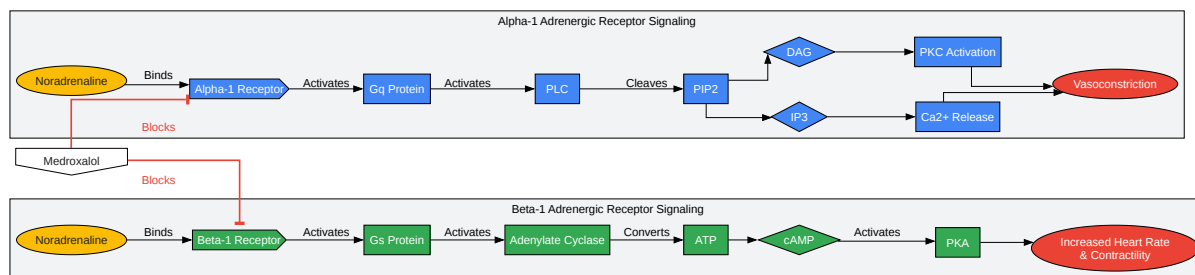 Alpha-1 Adrenergic Receptor Signaling
Noradrenaline
Binds
Alpha-1 Receptor
Activates
Gq Protein
Activates
PLC
Cleaves
PIP2
DAG
PKC Activation
IP3
Ca2+ Release
Vasoconstriction
Blocks
Medroxalol
Blocks
Beta-1 Adrenergic Receptor Signaling
Noradrenaline
Binds
Beta-1 Receptor
Activates
Gs Protein
Activates
Adenylate Cyclase
Converts
ATP
cAMP
Activates
PKA
Increased Heart Rate
& Contractility